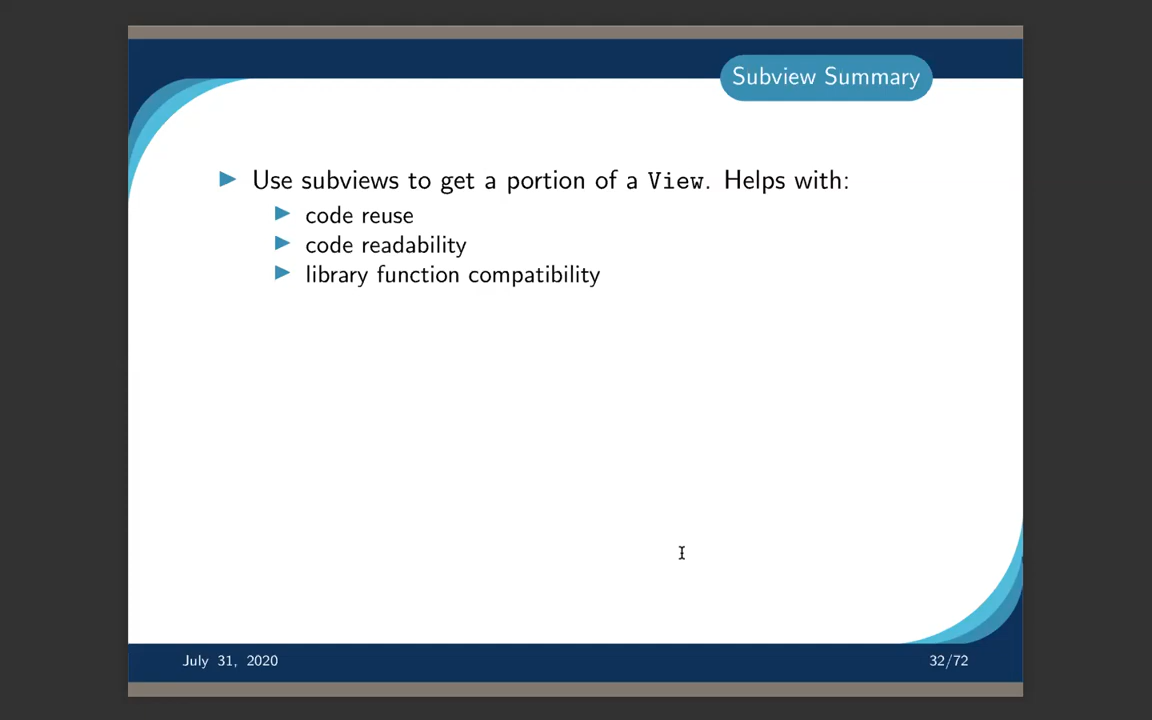 Subview Summary
Use subviews to get a portion of a View. Helps with:
code reuse
code readability
library function compatibility
July 31, 2020
32/72